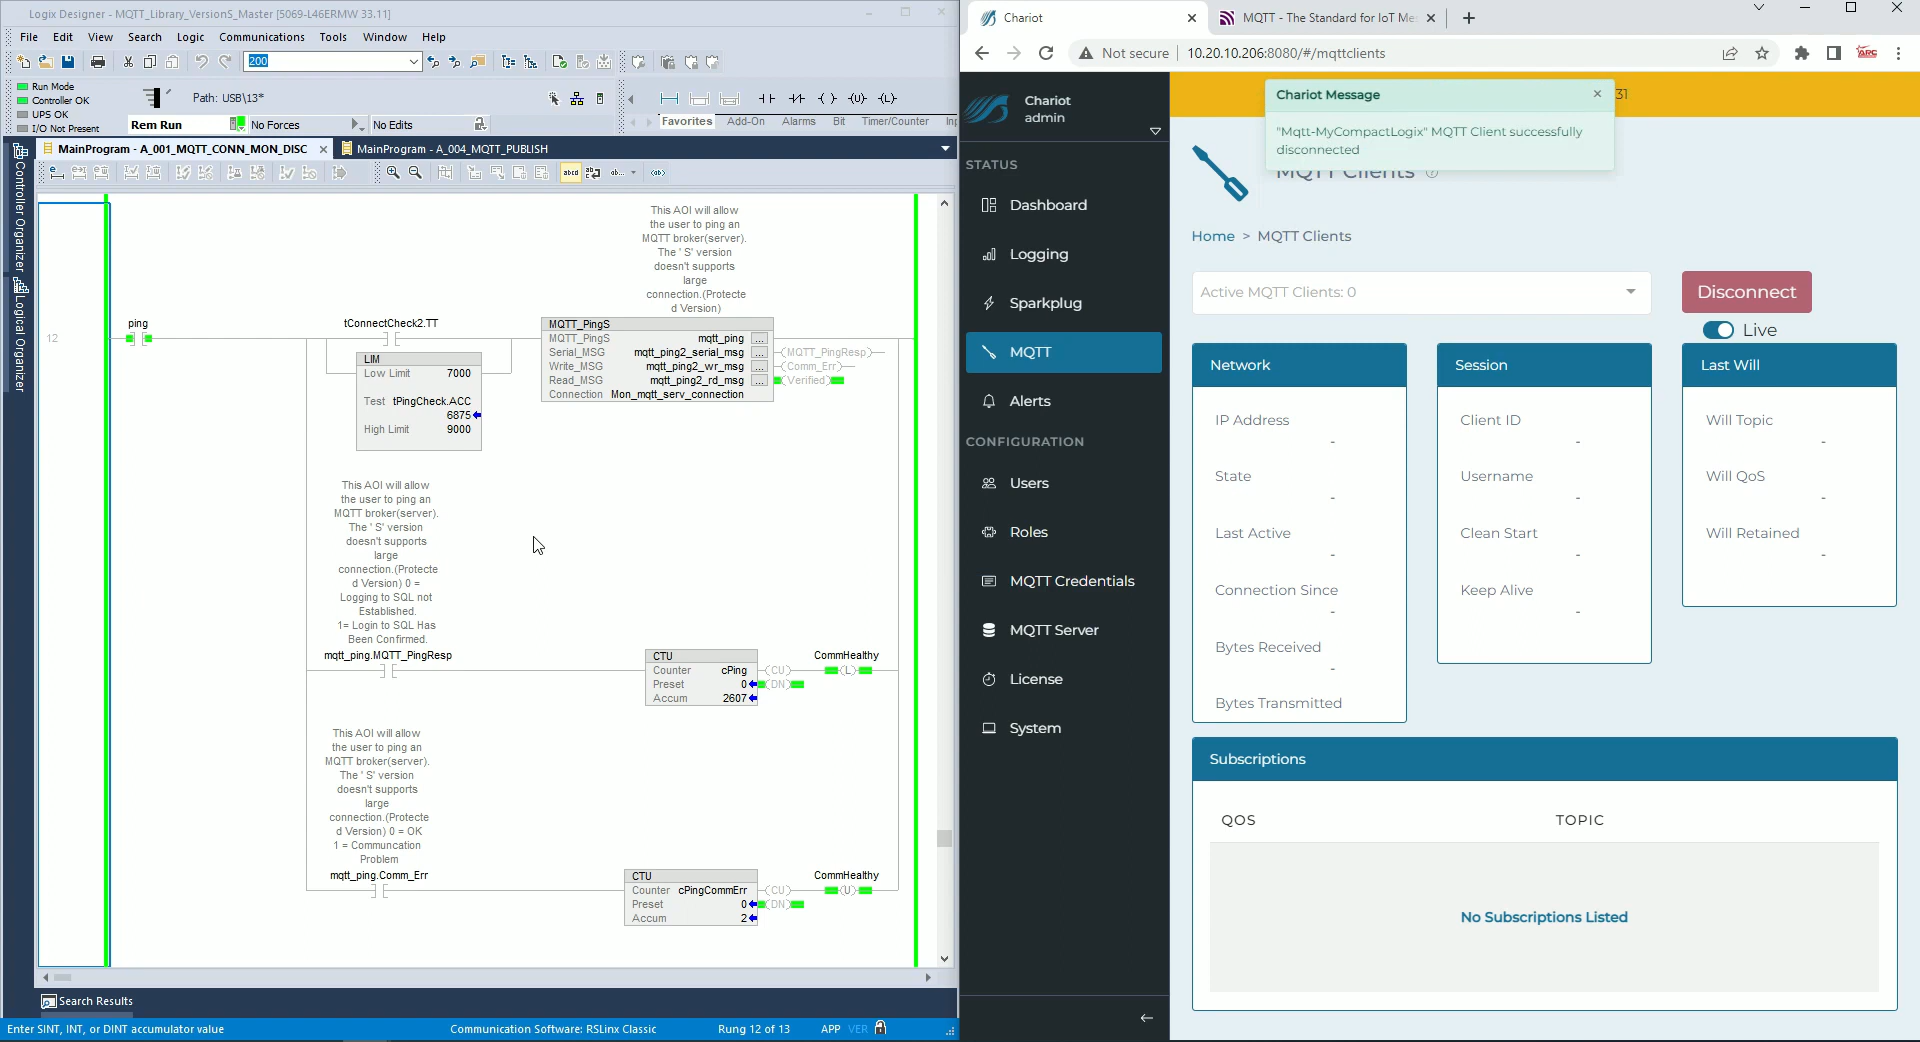 Logix Designer - MQTT_Library_VersionS_Master [5069-L46ERMW 33.11]
File Edit View Search Logic Communications Tools Window Help
200
Run Mode
Controller OK
UPS OK
I/O Not Present
Path: USB\13*
Rem Run
No Forces
No Edits
Favorites Add-On Alarms Bit Timer/Counter
MainProgram - A_001_MQTT_CONN_MON_DISC
MainProgram - A_004_MQTT_PUBLISH
Controller Organizer
Logical Organizer
This AOI will allow
the user to ping an
MQTT broker(server).
The ' S' version
doesn't supports
large
connection.(Protecte
d Version)
12
ping
tConnectCheck2.TT
LIM
Low Limit 7000
Test tPingCheck.ACC
6875
High Limit 9000
MQTT_PingS
MQTT_PingS mqtt_ping ...
Serial_MSG mqtt_ping2_serial_msg ... (MQTT_PingResp)
Write_MSG mqtt_ping2_wr_msg ... (Comm_Err)
Read_MSG mqtt_ping2_rd_msg ... (Verified)
Connection Mon_mqtt_serv_connection
This AOI will allow
the user to ping an
MQTT broker(server).
The ' S' version
doesn't supports
large
connection.(Protecte
d Version) 0 =
Logging to SQL not
Established.
1= Login to SQL Has
Been Confirmed.
mqtt_ping.MQTT_PingResp
CTU
Counter cPing
Preset 0
Accum 2607
(CU)
(DN)
CommHealthy
(L)
This AOI will allow
the user to ping an
MQTT broker(server).
The ' S' version
doesn't supports
large
connection.(Protecte
d Version) 0 = OK
1 = Communcation
Problem
mqtt_ping.Comm_Err
CTU
Counter cPingCommErr
Preset 0
Accum 2
(CU)
(DN)
CommHealthy
(U)
Search Results
Enter SINT, INT, or DINT accumulator value
Communication Software: RSLinx Classic
Rung 12 of 13
APP VER
Chariot
MQTT - The Standard for IoT Me
Not secure 10.20.10.206:8080/#/mqttclients
Chariot
admin
STATUS
Dashboard
Logging
Sparkplug
MQTT
Alerts
CONFIGURATION
Users
Roles
MQTT Credentials
MQTT Server
License
System
31
Chariot Message
"Mqtt-MyCompactLogix" MQTT Client successfully
disconnected
MQTT Clients
Home > MQTT Clients
Active MQTT Clients: 0
Disconnect
Live
Network
IP Address
-
State
-
Last Active
-
Connection Since
-
Bytes Received
-
Bytes Transmitted
Session
Client ID
-
Username
-
Clean Start
-
Keep Alive
-
Last Will
Will Topic
-
Will QoS
-
Will Retained
-
Subscriptions
QOS TOPIC
No Subscriptions Listed